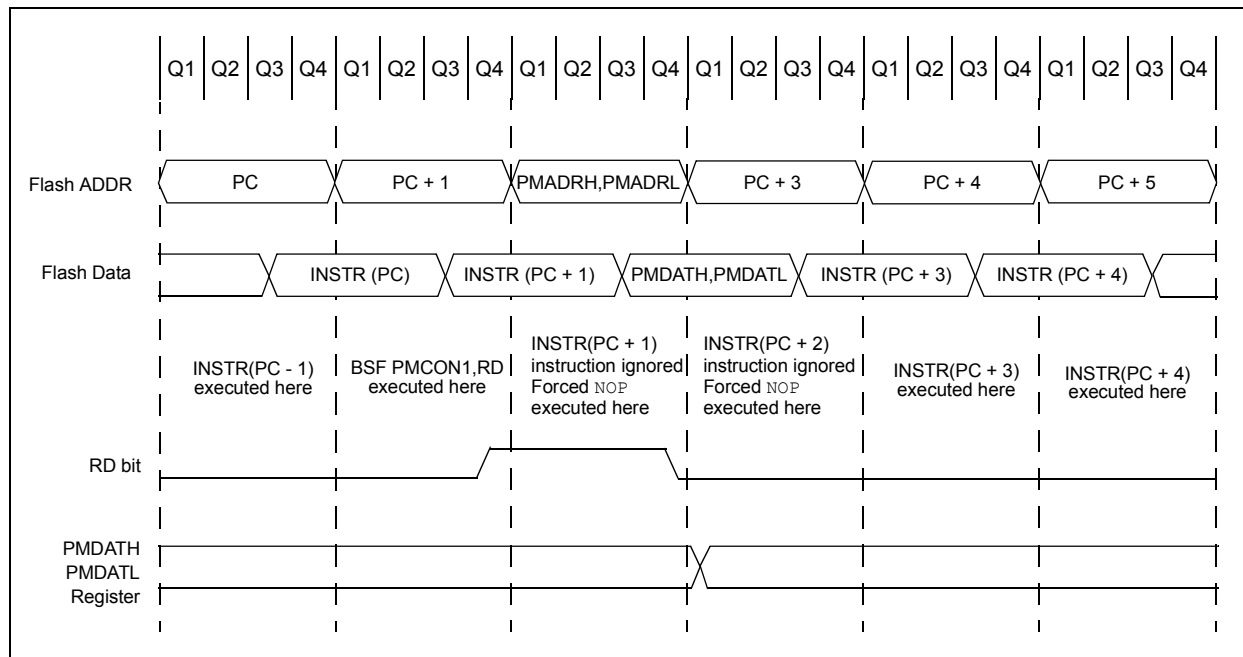 Q1 Q2 Q3 Q4 Q1 Q2 Q3 Q4 Q1 Q2 Q3 Q4 Q1 Q2 Q3 Q4 Q1 Q2 Q3 Q4 Q1 Q2 Q3 Q4
Flash ADDR PC PC + 1 PMADRH,PMADRL PC + 3 PC + 4 PC + 5
Flash Data INSTR (PC) INSTR (PC + 1) PMDATH,PMDATL INSTR (PC + 3) INSTR (PC + 4)
INSTR(PC - 1)
executed here
BSF PMCON1,RD
executed here
INSTR(PC + 1)
instruction ignored
Forced NOP
executed here
INSTR(PC + 2)
instruction ignored
Forced NOP
executed here
INSTR(PC + 3)
executed here
INSTR(PC + 4)
executed here
RD bit
PMDATH
PMDATL
Register